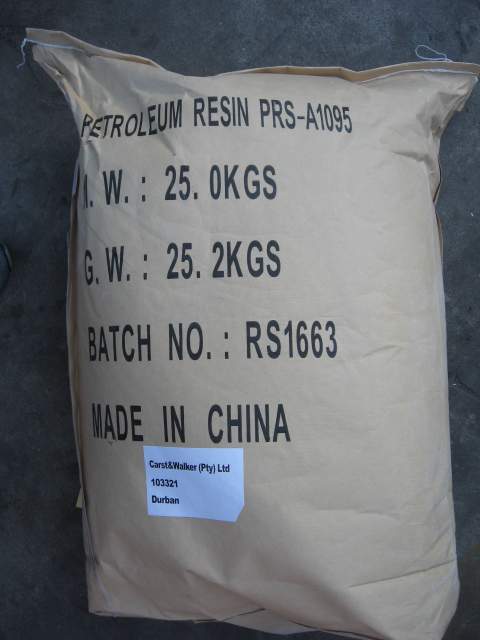 PETROLEUM RESIN PRS-A1095
N. W. : 25. 0KGS
G. W. : 25. 2KGS
BATCH NO. : RS1663
MADE IN CHINA
Carst&Walker (Pty) Ltd
103321
Durban